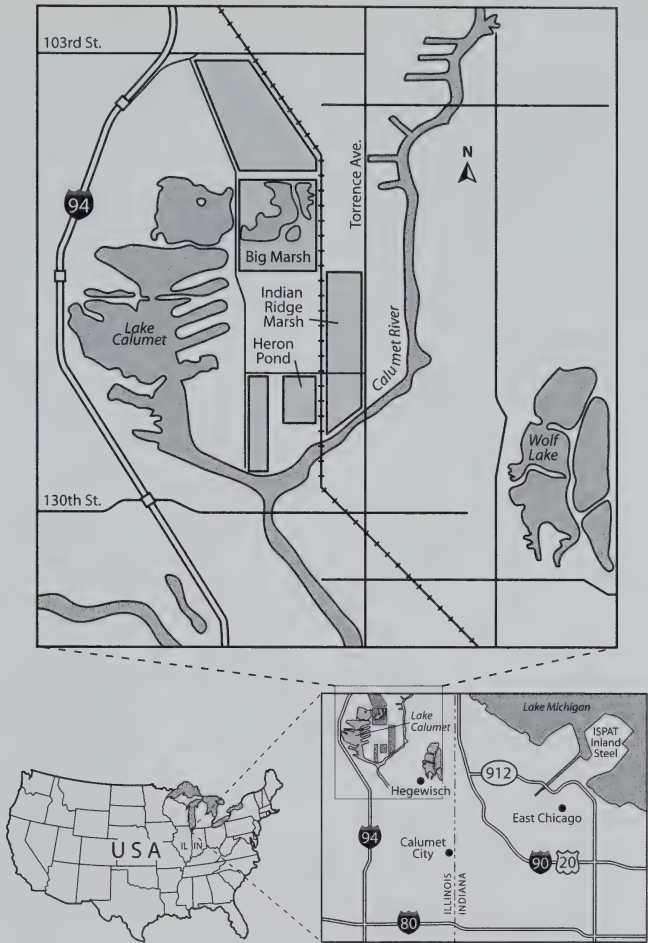 103rd St.
94
N
Torrence Ave.
Big Marsh
Indian
Ridge
Marsh
Lake
Calumet
Heron
Pond
Calumet River
Wolf
Lake
130th St.
Lake Michigan
Lake
Calumet
ISPAT
Inland
Steel
912
Hegewisch
East Chicago
USA
IL
IN
94
Calumet
City
90
20
ILLINOIS
INDIANA
80